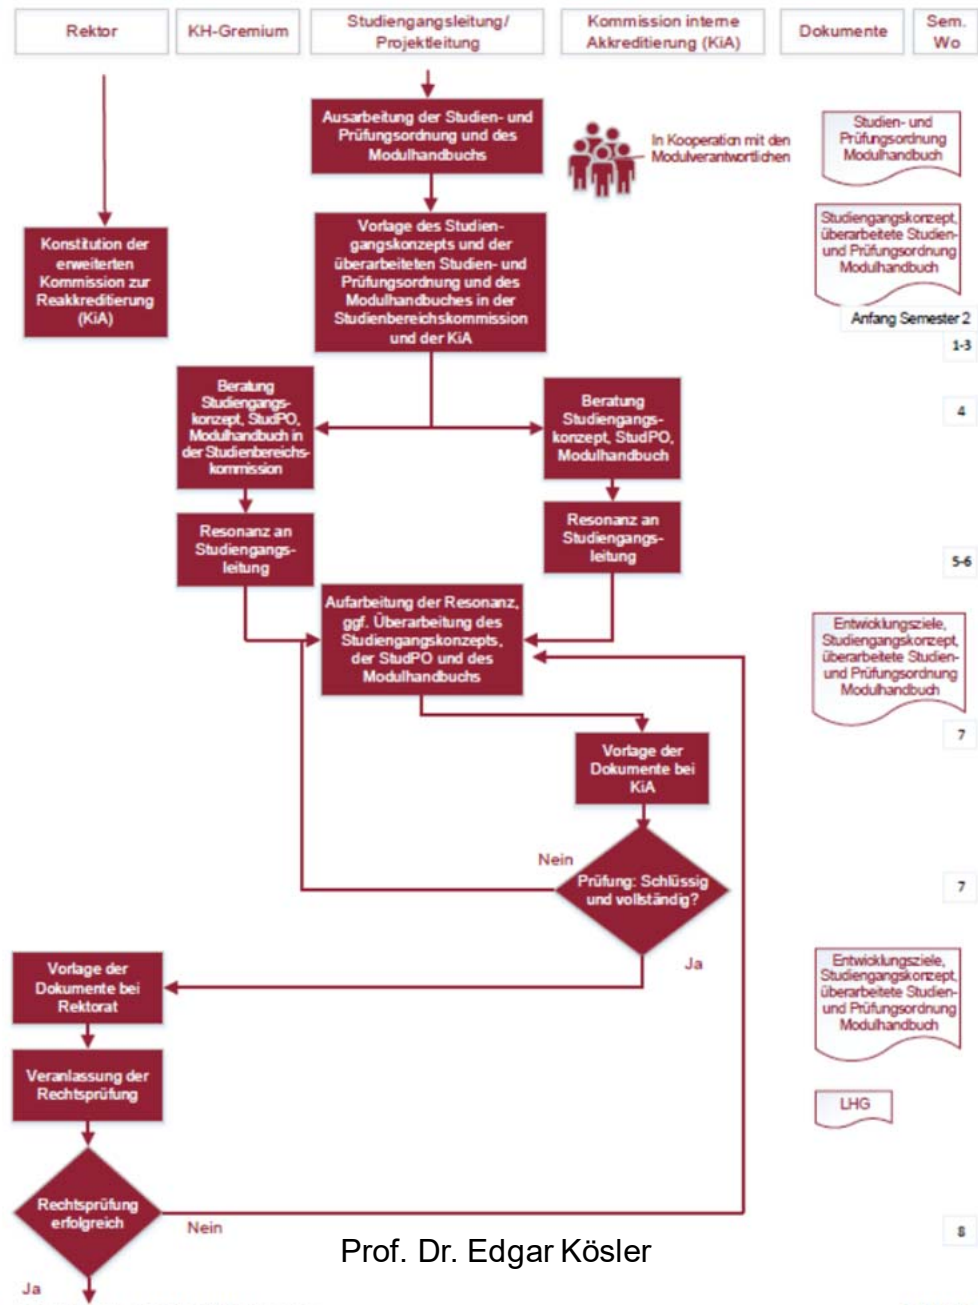 Rektor
KH-Gremium
Studiengangsleitung/
Projektleitung
Kommission interne
Akkreditierung (KiA)
Dokumente
Sem.
Wo
Ausarbeitung der Studien- und
Prüfungsordnung und des
Modulhandbuchs
In Kooperation mit den
Modulverantwortlichen
Studien- und
Prüfungsordnung
Modulhandbuch
Konstitution der
erweiterten
Kommission zur
Reakkreditierung
(KiA)
Vorlage des Studien-
gangskonzepts und der
überarbeiteten Studien- und
Prüfungsordnung und des
Modulhandbuches in der
Studienbereichskommission
und der KiA
Studiengangskonzept,
überarbeitete Studien-
und Prüfungsordnung
Modulhandbuch
Anfang Semester 2
1-3
Beratung
Studiengangs-
konzept, StudPO,
Modulhandbuch in
der Studienbereichs-
kommission
Beratung
Studiengangs-
konzept, StudPO,
Modulhandbuch
4
Resonanz an
Studiengangs-
leitung
Resonanz an
Studiengangs-
leitung
5-6
Aufarbeitung der Resonanz,
ggf. Überarbeitung des
Studiengangskonzepts,
der StudPO und des
Modulhandbuchs
Entwicklungsziele,
Studiengangskonzept,
überarbeitete Studien-
und Prüfungsordnung
Modulhandbuch
7
Vorlage der
Dokumente bei
KiA
Nein
Prüfung: Schlüssig
und vollständig?
7
Ja
Vorlage der
Dokumente bei
Rektorat
Entwicklungsziele,
Studiengangskonzept,
überarbeitete Studien-
und Prüfungsordnung
Modulhandbuch
Veranlassung der
Rechtsprüfung
LHG
Rechtsprüfung
erfolgreich
Nein
8
Prof. Dr. Edgar Kösler
Ja